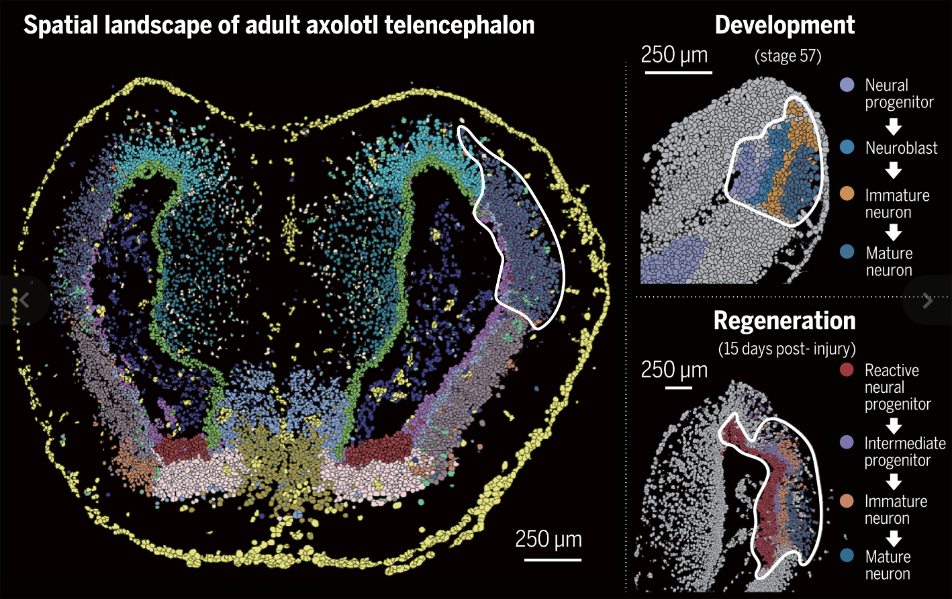 Spatial landscape of adult axolotl telencephalon
250 μm
Development
(stage 57)
250 μm
Neural
progenitor
Neuroblast
Immature
neuron
Mature
neuron
Regeneration
(15 days post- injury)
250 μm
Reactive
neural
progenitor
Intermediate
progenitor
Immature
neuron
Mature
neuron